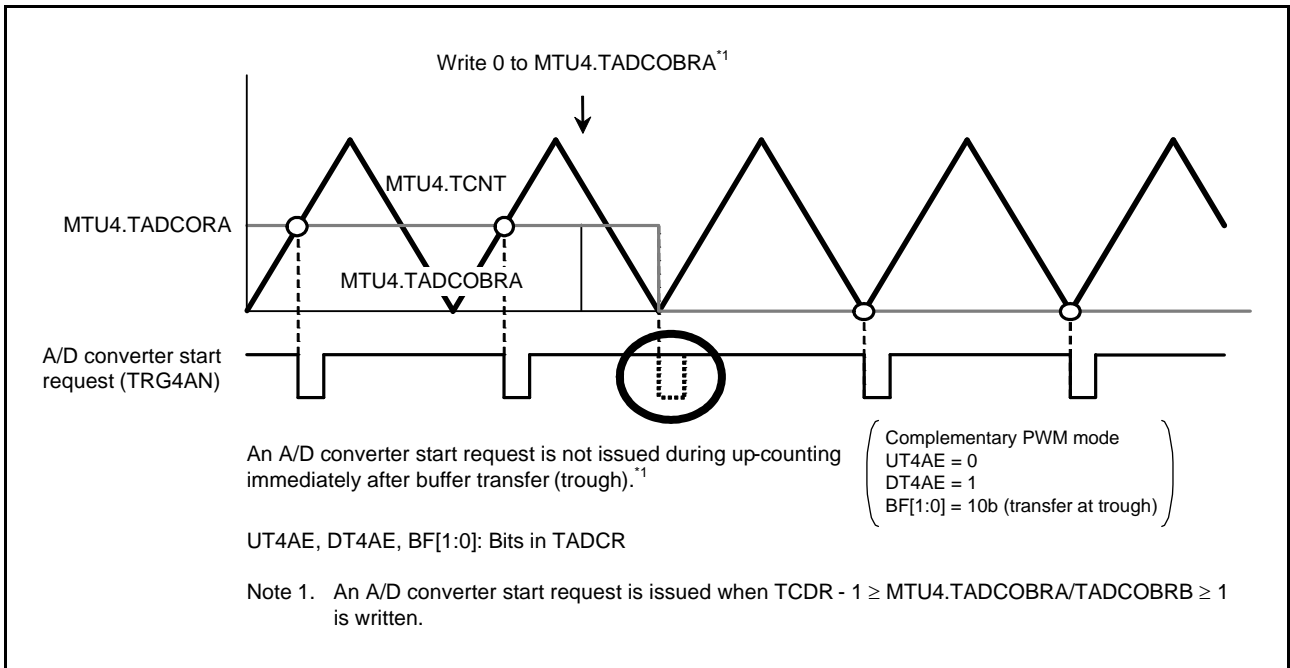 Write 0 to MTU4.TADCOBRA*1
MTU4.TCNT
MTU4.TADCORA
MTU4.TADCOBRA
A/D converter start
request (TRG4AN)
An A/D converter start request is not issued during up-counting
immediately after buffer transfer (trough).*1
Complementary PWM mode
UT4AE = 0
DT4AE = 1
BF[1:0] = 10b (transfer at trough)
UT4AE, DT4AE, BF[1:0]: Bits in TADCR
Note 1. An A/D converter start request is issued when TCDR - 1 ≥ MTU4.TADCOBRA/TADCOBRB ≥ 1
is written.